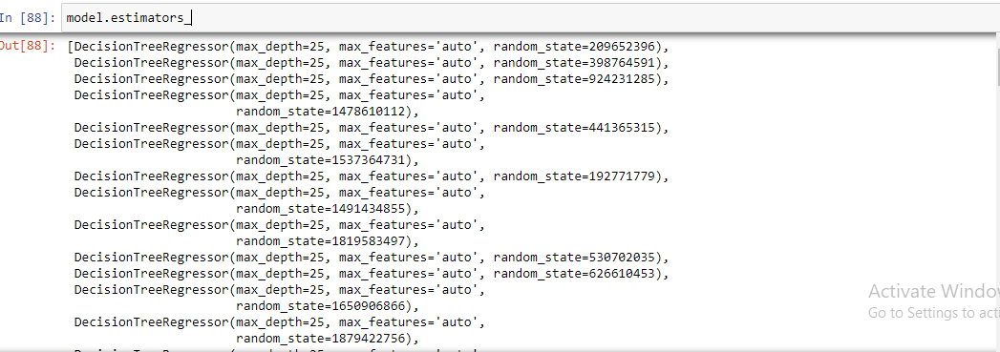 In [88]: model.estimators_
Out[88]: [DecisionTreeRegressor(max_depth=25, max_features='auto', random_state=209652396),
DecisionTreeRegressor(max_depth=25, max_features='auto', random_state=398764591),
DecisionTreeRegressor(max_depth=25, max_features='auto', random_state=924231285),
DecisionTreeRegressor(max_depth=25, max_features='auto',
random_state=1478610112),
DecisionTreeRegressor(max_depth=25, max_features='auto', random_state=441365315),
DecisionTreeRegressor(max_depth=25, max_features='auto',
random_state=1537364731),
DecisionTreeRegressor(max_depth=25, max_features='auto', random_state=192771779),
DecisionTreeRegressor(max_depth=25, max_features='auto',
random_state=1491434855),
DecisionTreeRegressor(max_depth=25, max_features='auto',
random_state=1819583497),
DecisionTreeRegressor(max_depth=25, max_features='auto', random_state=530702035),
DecisionTreeRegressor(max_depth=25, max_features='auto', random_state=626610453),
DecisionTreeRegressor(max_depth=25, max_features='auto',
random_state=1650906866),
DecisionTreeRegressor(max_depth=25, max_features='auto',
random_state=1879422756),
Activate Windo
Go to Settings to acti